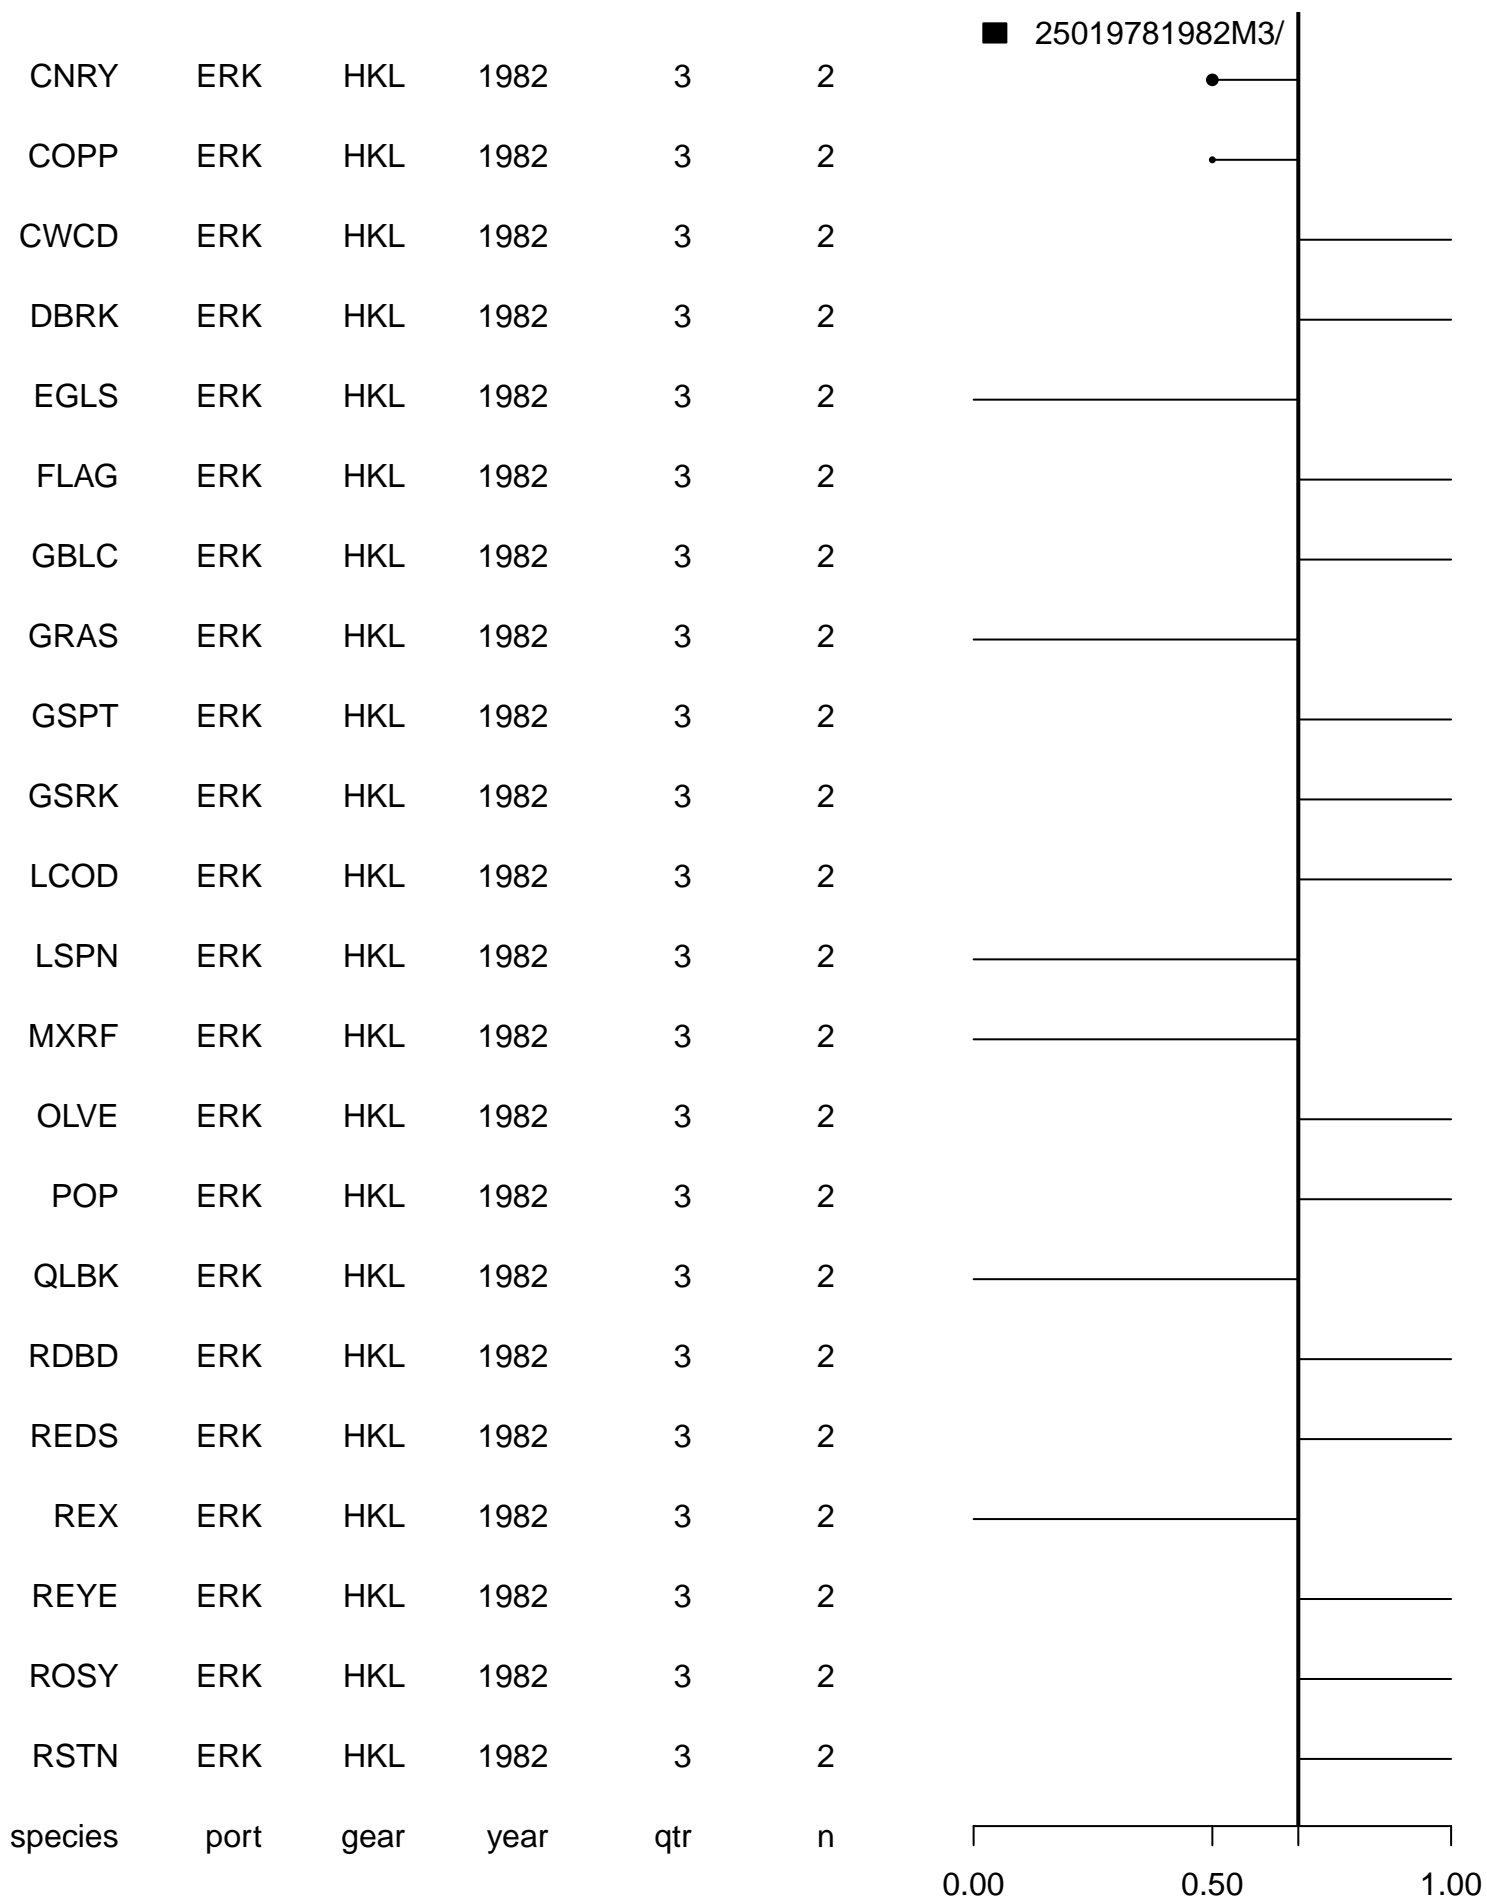 25019781982M3/
CNRY ERK HKL 1982 3 2
COPP ERK HKL 1982 3 2
CWCD ERK HKL 1982 3 2
DBRK ERK HKL 1982 3 2
EGLS ERK HKL 1982 3 2
FLAG ERK HKL 1982 3 2
GBLC ERK HKL 1982 3 2
GRAS ERK HKL 1982 3 2
GSPT ERK HKL 1982 3 2
GSRK ERK HKL 1982 3 2
LCOD ERK HKL 1982 3 2
LSPN ERK HKL 1982 3 2
MXRF ERK HKL 1982 3 2
OLVE ERK HKL 1982 3 2
POP ERK HKL 1982 3 2
QLBK ERK HKL 1982 3 2
RDBD ERK HKL 1982 3 2
REDS ERK HKL 1982 3 2
REX ERK HKL 1982 3 2
REYE ERK HKL 1982 3 2
ROSY ERK HKL 1982 3 2
RSTN ERK HKL 1982 3 2
species port gear year qtr n
0.00 0.50 1.00